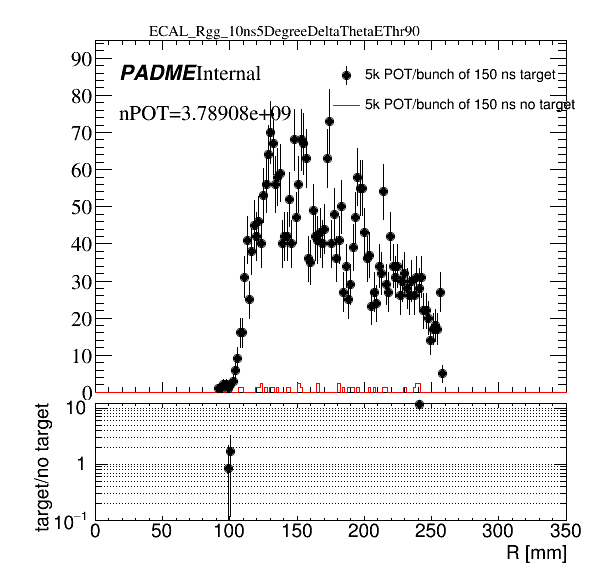 ECAL_Rgg_10ns5DegreeDeltaThetaEThr90
PADME Internal
5k POT/bunch of 150 ns target
5k POT/bunch of 150 ns no target
nPOT=3.78908e+09
90
80
70
60
50
40
30
20
10
0
target/no target
10
1
10⁻¹
0 50 100 150 200 250 300 350
R [mm]